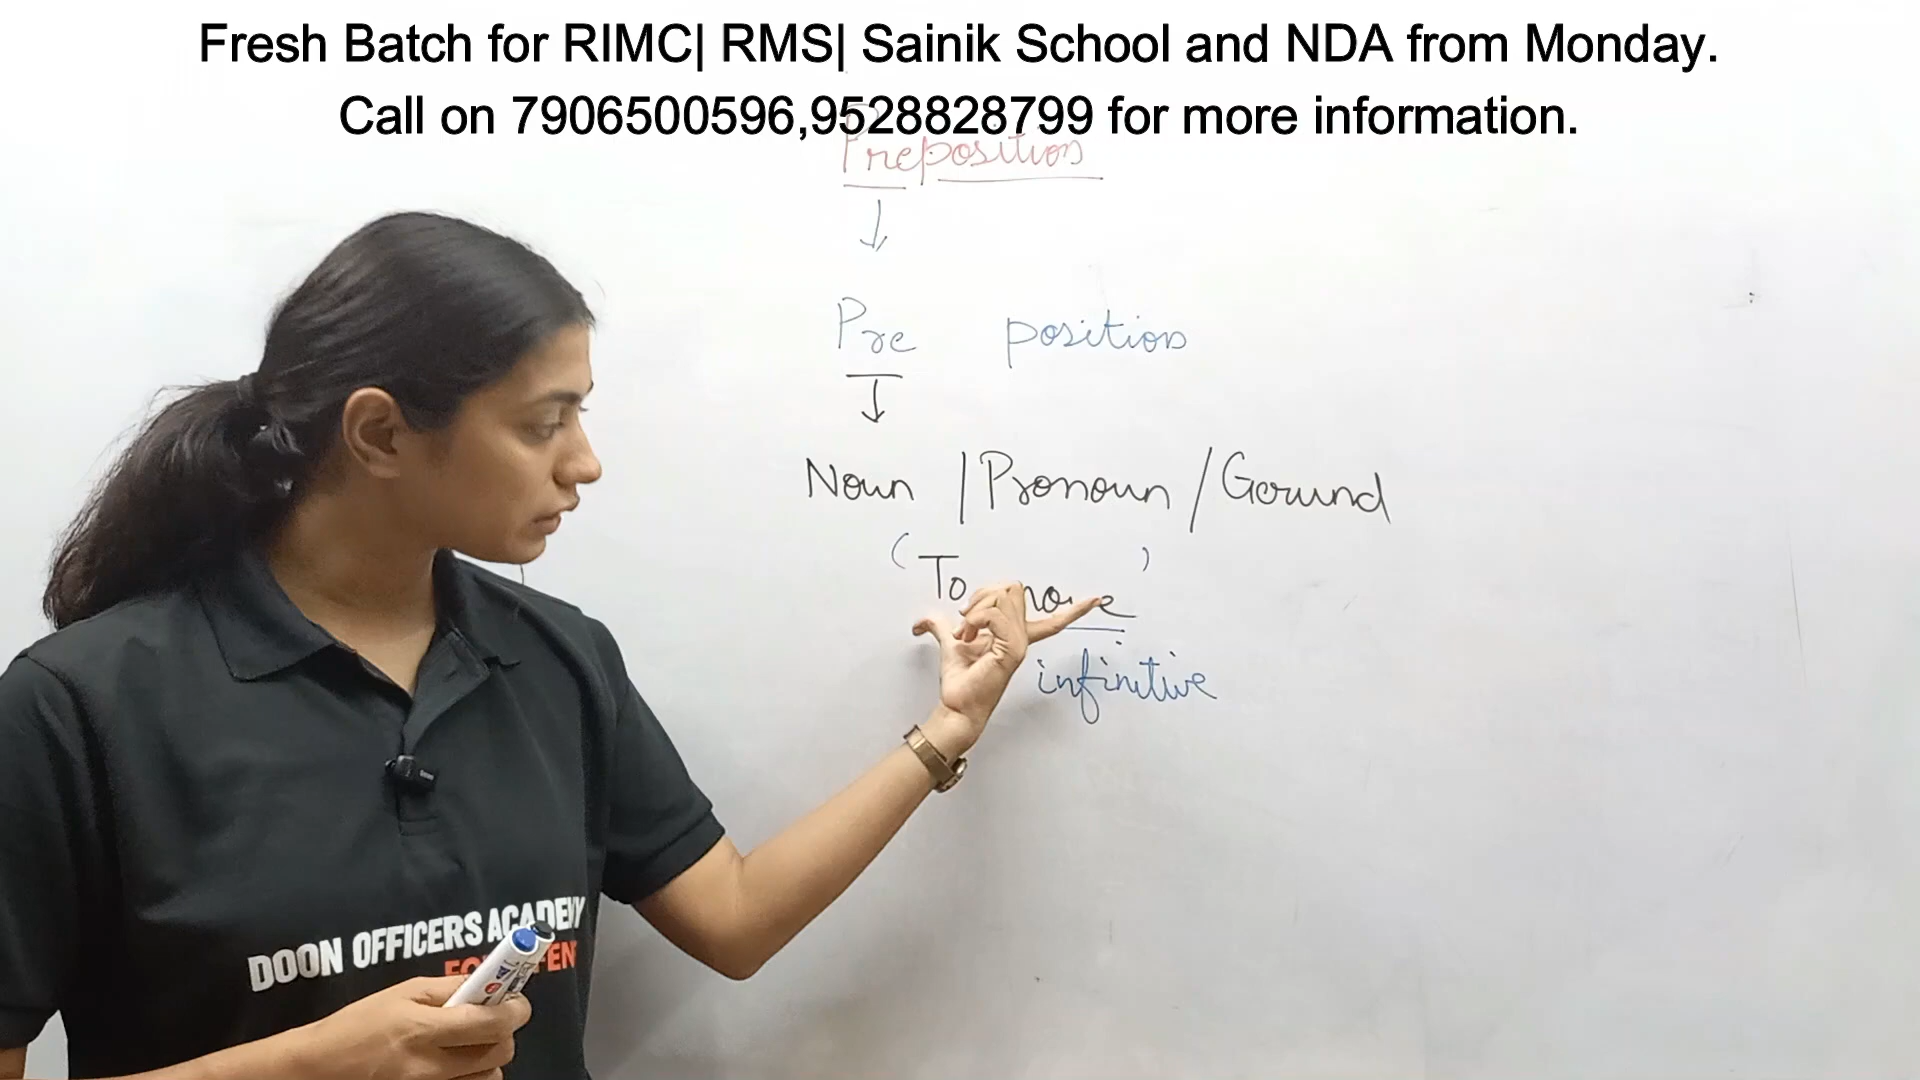 Fresh Batch for RIMC| RMS| Sainik School and NDA from Monday.
Call on 7906500596,9528828799 for more information.
Preposition
Pre position
Noun / Pronoun / Gerund
( To )
infinitive
DOON OFFICERS ACADEMY